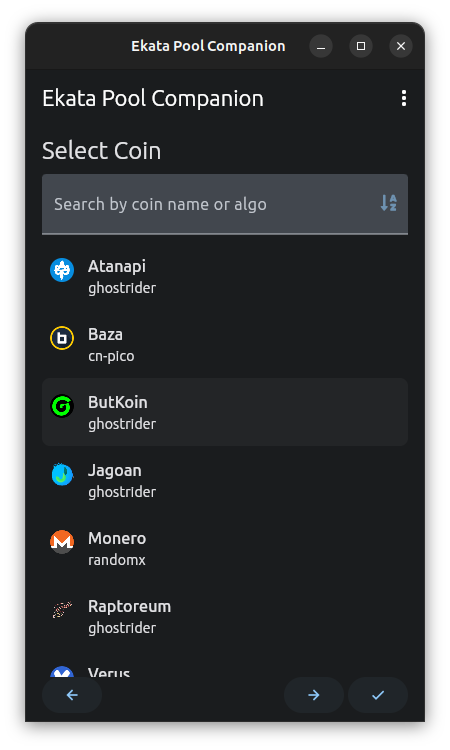 Ekata Pool Companion
Ekata Pool Companion
Select Coin
Search by coin name or algo
Atanapi
ghostrider
Baza
cn-pico
ButKoin
ghostrider
Jagoan
ghostrider
Monero
randomx
Raptoreum
ghostrider
Verus